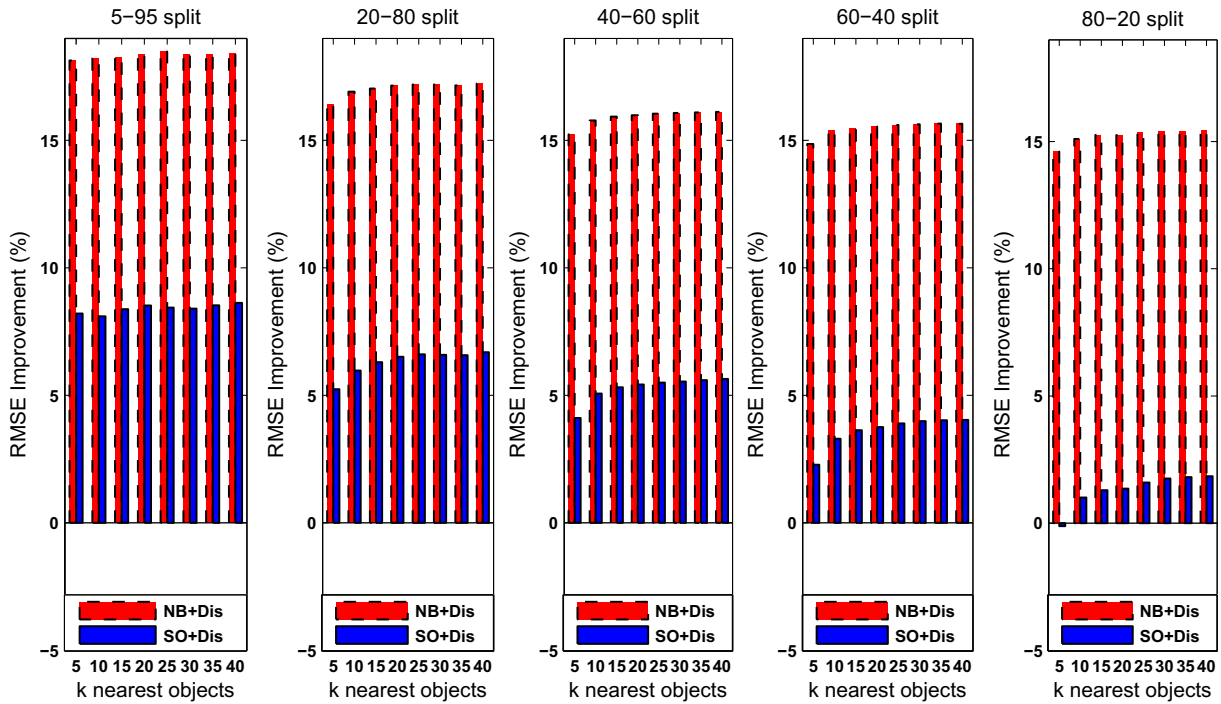 5−95 split
20−80 split
40−60 split
60−40 split
80−20 split
RMSE Improvement (%)
15
10
5
0
−5
NB+Dis
SO+Dis
5 10 15 20 25 30 35 40
k nearest objects
RMSE Improvement (%)
15
10
5
0
−5
NB+Dis
SO+Dis
5 10 15 20 25 30 35 40
k nearest objects
RMSE Improvement (%)
15
10
5
0
−5
NB+Dis
SO+Dis
5 10 15 20 25 30 35 40
k nearest objects
RMSE Improvement (%)
15
10
5
0
−5
NB+Dis
SO+Dis
5 10 15 20 25 30 35 40
k nearest objects
RMSE Improvement (%)
15
10
5
0
−5
NB+Dis
SO+Dis
5 10 15 20 25 30 35 40
k nearest objects